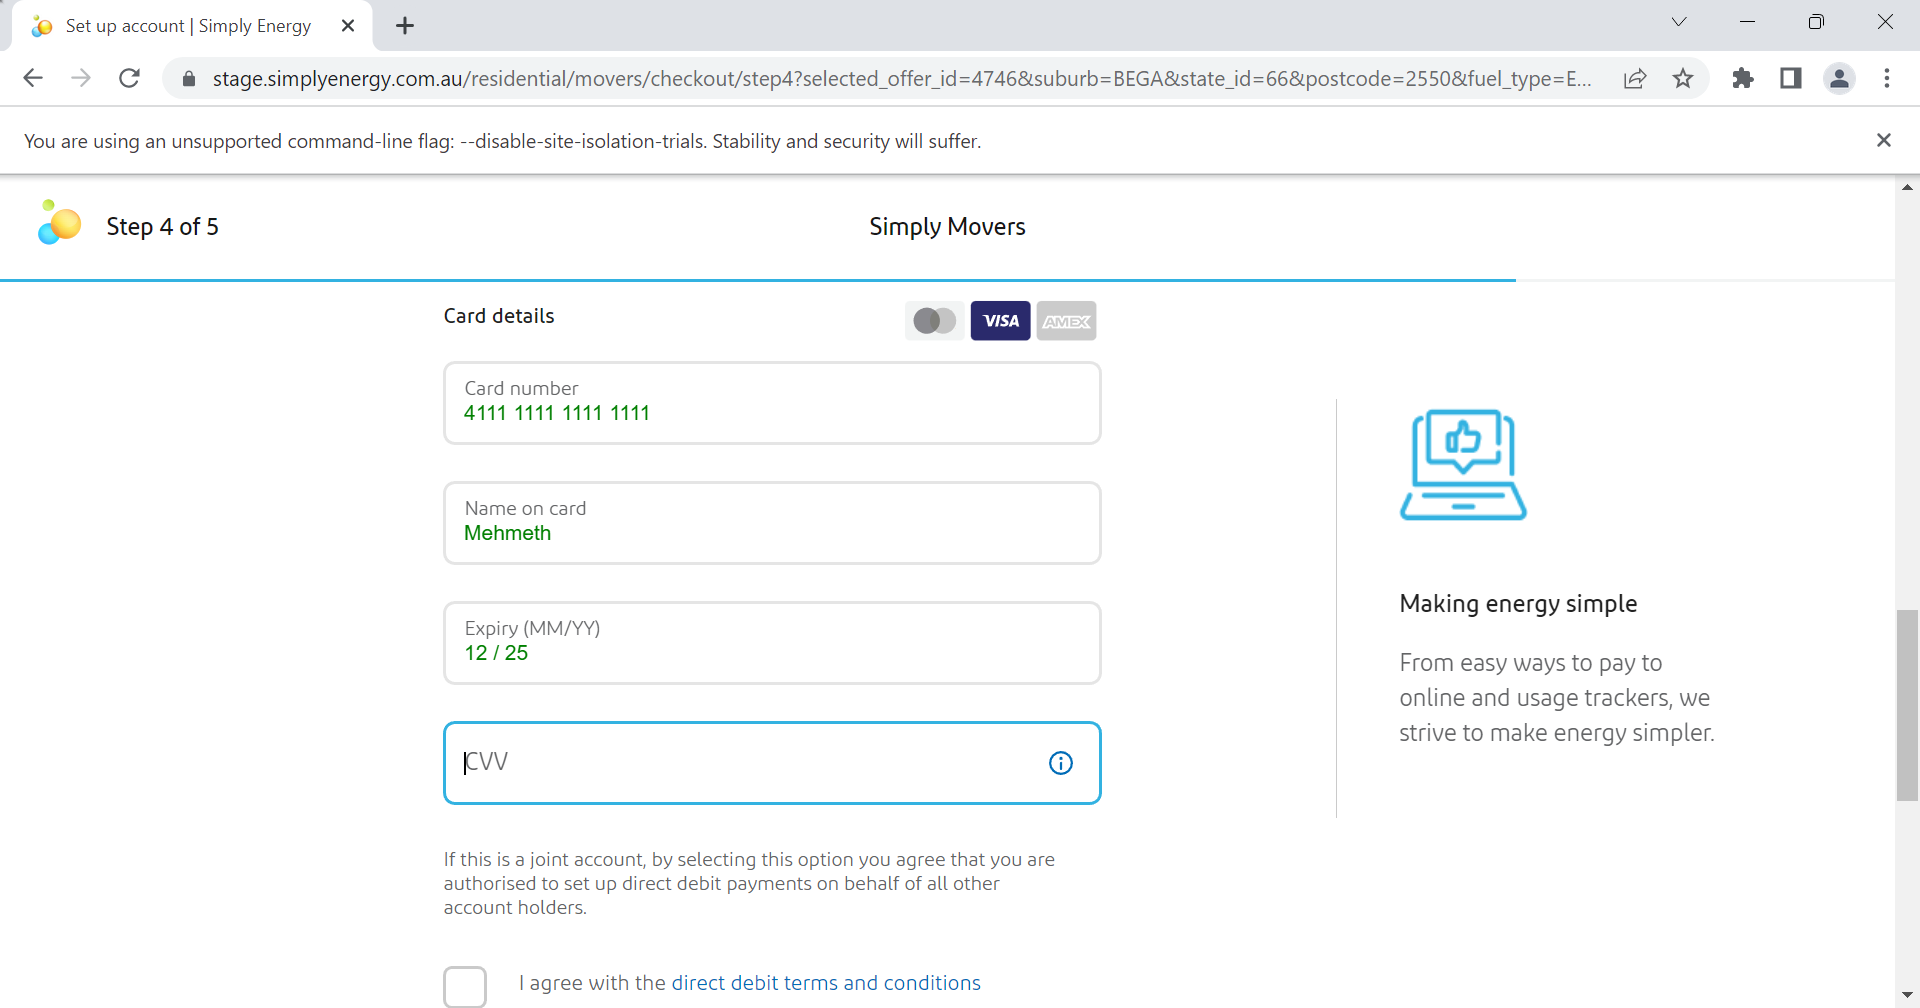 Set up account | Simply Energy
stage.simplyenergy.com.au/residential/movers/checkout/step4?selected_offer_id=4746&suburb=BEGA&state_id=66&postcode=2550&fuel_type=E...
You are using an unsupported command-line flag: --disable-site-isolation-trials. Stability and security will suffer.
Step 4 of 5
Simply Movers
Card details
VISA
AMEX
Card number
4111 1111 1111 1111
Name on card
Mehmeth
Expiry (MM/YY)
12 / 25
CVV
If this is a joint account, by selecting this option you agree that you are
authorised to set up direct debit payments on behalf of all other
account holders.
I agree with the direct debit terms and conditions
Making energy simple
From easy ways to pay to
online and usage trackers, we
strive to make energy simpler.